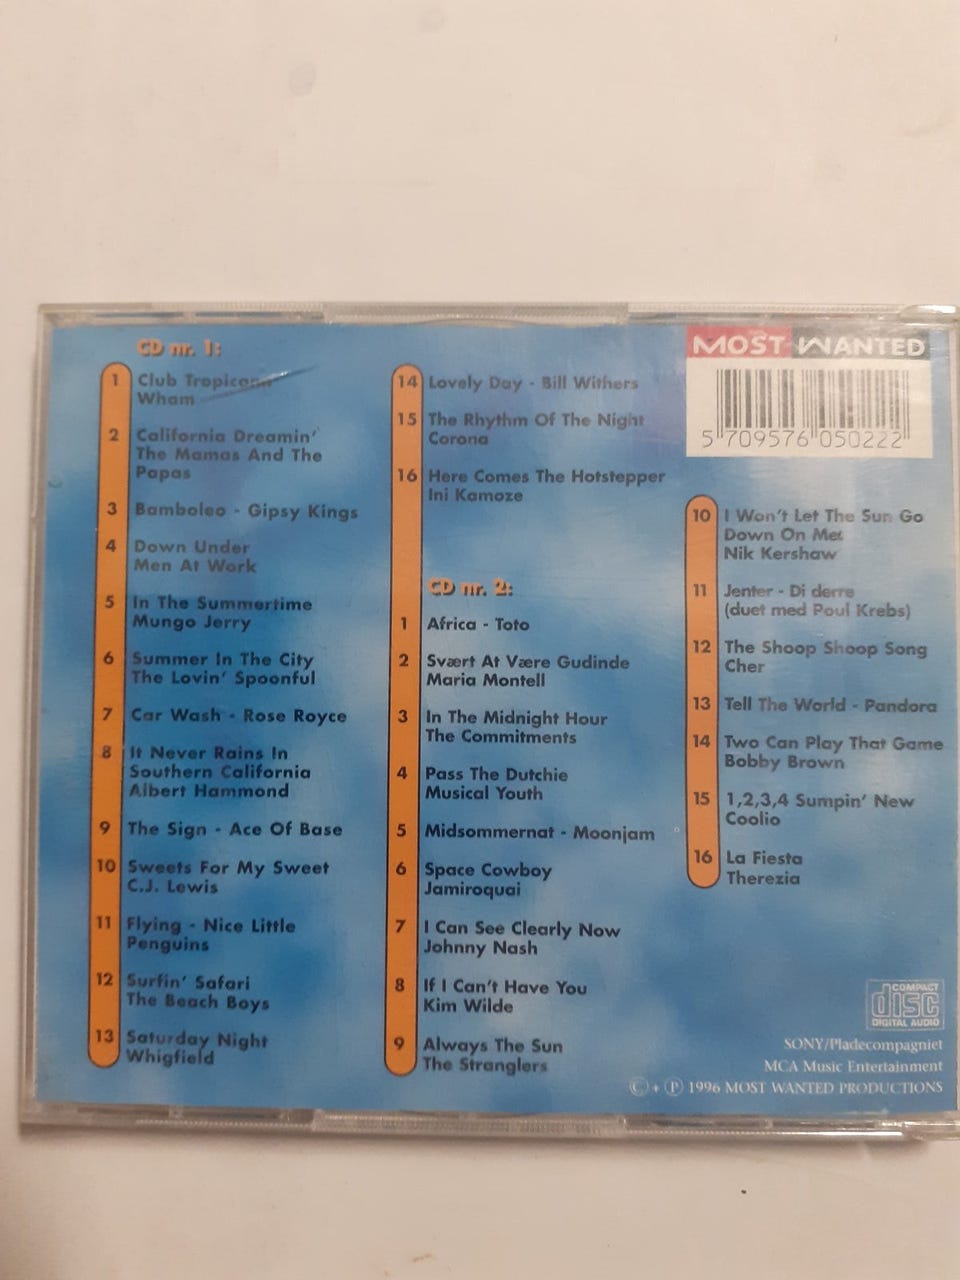 CD nr. 1:
1 Club Tropicana
Wham
2 California Dreamin'
The Mamas And The
Papas
3 Bamboleo - Gipsy Kings
4 Down Under
Men At Work
5 In The Summertime
Mungo Jerry
6 Summer In The City
The Lovin' Spoonful
7 Car Wash - Rose Royce
8 It Never Rains In
Southern California
Albert Hammond
9 The Sign - Ace Of Base
10 Sweets For My Sweet
C.J. Lewis
11 Flying - Nice Little
Penguins
12 Surfin' Safari
The Beach Boys
13 Saturday Night
Whigfield
14 Lovely Day - Bill Withers
15 The Rhythm Of The Night
Corona
16 Here Comes The Hotstepper
Ini Kamoze
CD nr. 2:
1 Africa - Toto
2 Svært At Være Gudinde
Maria Montell
3 In The Midnight Hour
The Commitments
4 Pass The Dutchie
Musical Youth
5 Midsommernat - Moonjam
6 Space Cowboy
Jamiroquai
7 I Can See Clearly Now
Johnny Nash
8 If I Can't Have You
Kim Wilde
9 Always The Sun
The Stranglers
MOST WANTED
5 709576 050222
10 I Won't Let The Sun Go
Down On Me
Nik Kershaw
11 Jenter - Di derre
(duet med Poul Krebs)
12 The Shoop Shoop Song
Cher
13 Tell The World - Pandora
14 Two Can Play That Game
Bobby Brown
15 1,2,3,4 Sumpin' New
Coolio
16 La Fiesta
Therezia
COMPACT
disc
DIGITAL AUDIO
SONY/Pladecompagniet
MCA Music Entertainment
© + ℗ 1996 MOST WANTED PRODUCTIONS